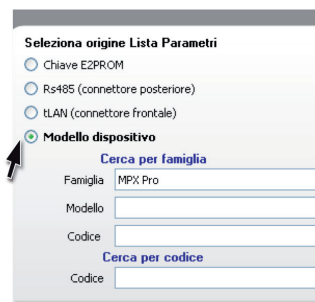 Seleziona origine Lista Parametri
Chiave E2PROM
Rs485 (connettore posteriore)
tLAN (connettore frontale)
Modello dispositivo
Cerca per famiglia
Famiglia MPX Pro
Modello
Codice
Cerca per codice
Codice